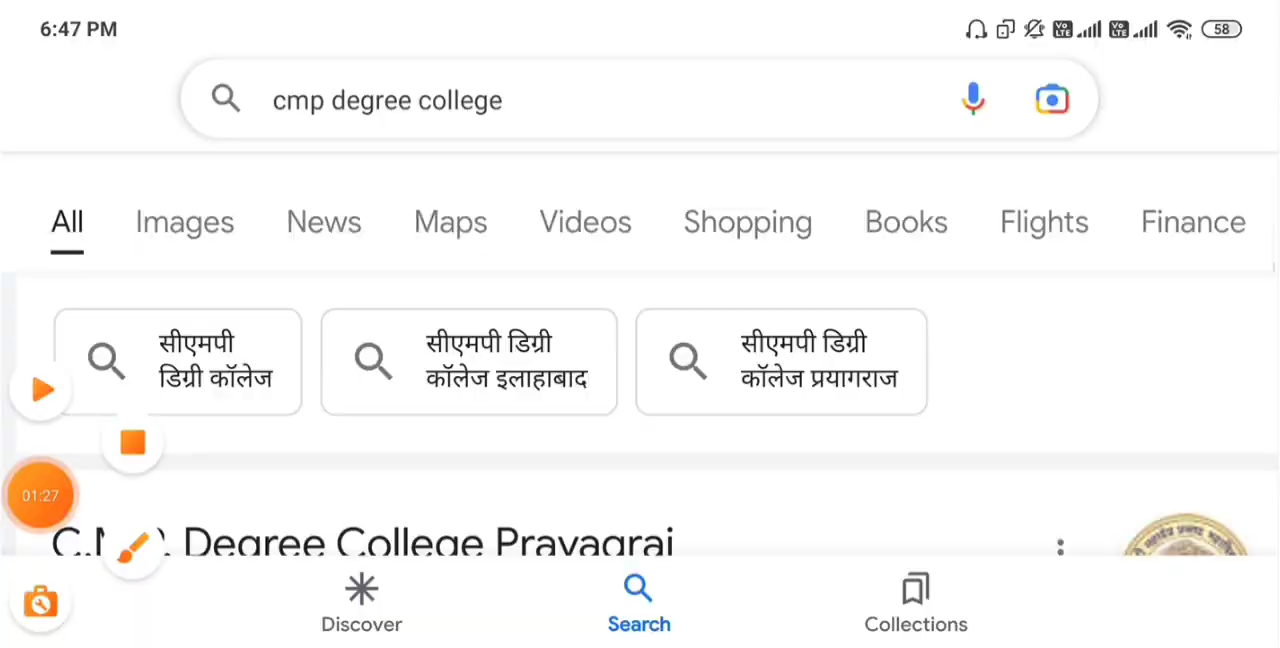 6:47 PM
58
cmp degree college
All Images News Maps Videos Shopping Books Flights Finance
सीएमपी
डिग्री कॉलेज
सीएमपी डिग्री
कॉलेज इलाहाबाद
सीएमपी डिग्री
कॉलेज प्रयागराज
01:27
Degree College Prayagraj
Discover
Search
Collections